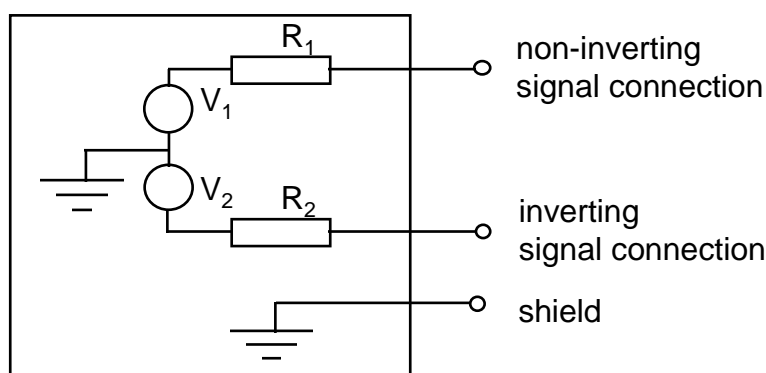 R₁
non-inverting
signal connection
V₁
V₂
R₂
inverting
signal connection
shield